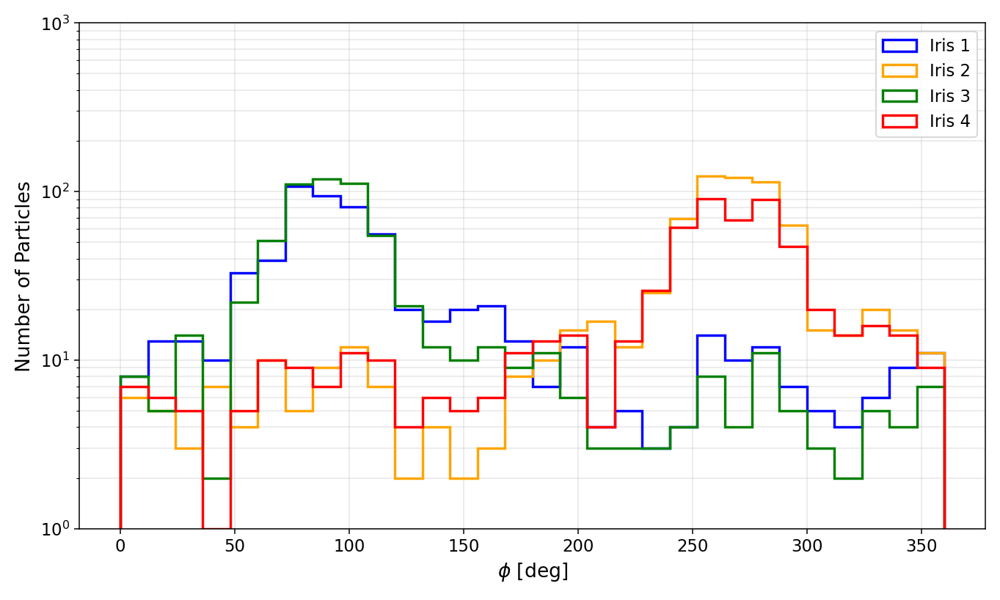 Number of Particles
10³
10²
10¹
10⁰
Iris 1
Iris 2
Iris 3
Iris 4
0 50 100 150 200 250 300 350
ϕ [deg]